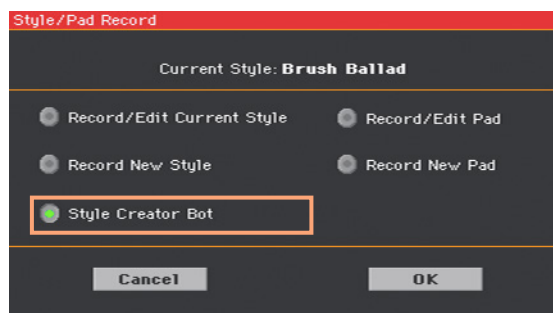 Style/Pad Record
Current Style: Brush Ballad
Record/Edit Current Style
Record/Edit Pad
Record New Style
Record New Pad
Style Creator Bot
Cancel
OK